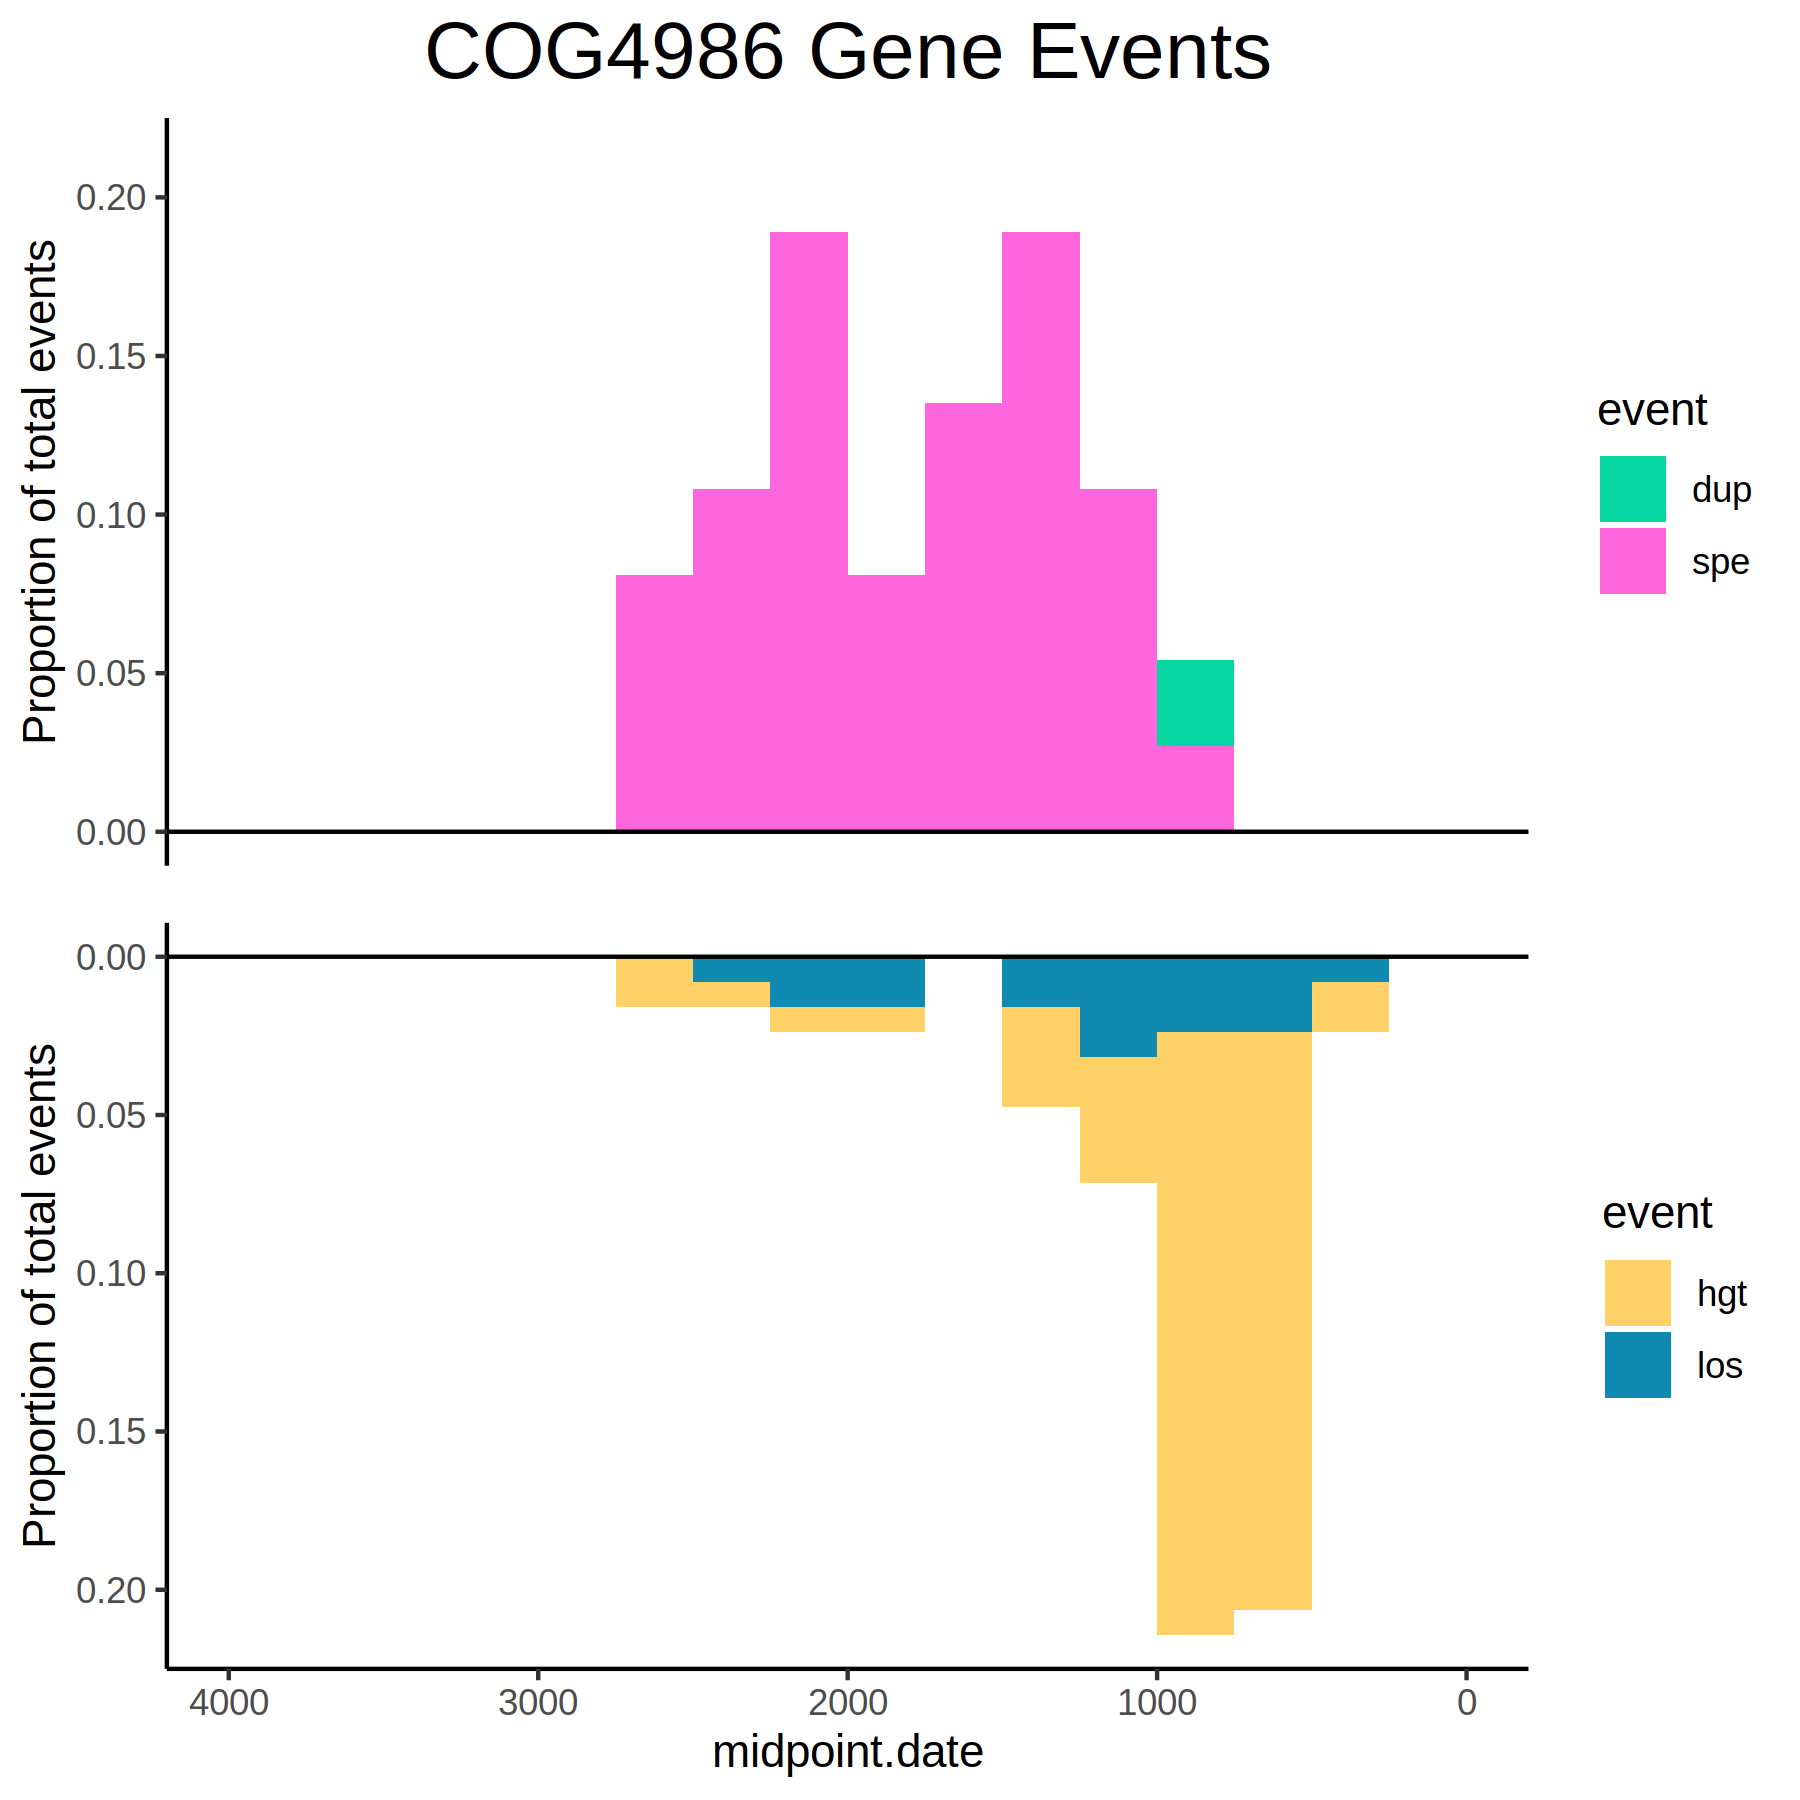 COG4986 Gene Events
Proportion of total events
0.20
0.15
0.10
0.05
0.00
event
dup
spe
Proportion of total events
0.00
0.05
0.10
0.15
0.20
event
hgt
los
4000 3000 2000 1000 0
midpoint.date